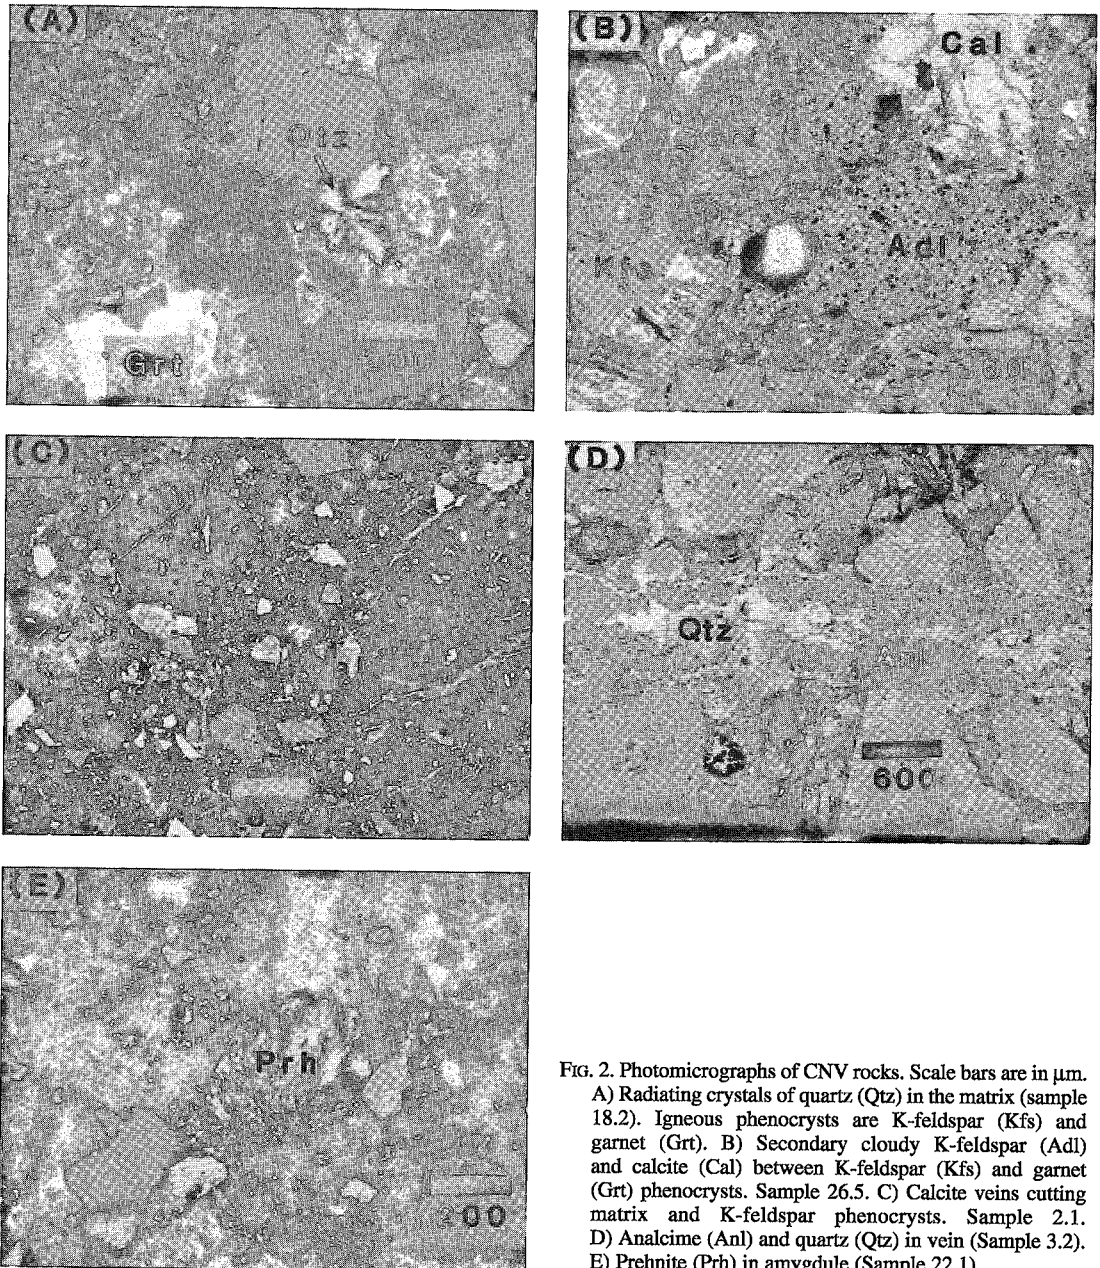 (A)
Qtz
Grt
(B)
Cal
Adl
Kfs
(C)
(D)
Qtz
Anl
600
(E)
Prh
200
FIG. 2. Photomicrographs of CNV rocks. Scale bars are in μm.
A) Radiating crystals of quartz (Qtz) in the matrix (sample
18.2). Igneous phenocrysts are K-feldspar (Kfs) and
garnet (Grt). B) Secondary cloudy K-feldspar (Adl)
and calcite (Cal) between K-feldspar (Kfs) and garnet
(Grt) phenocrysts. Sample 26.5. C) Calcite veins cutting
matrix and K-feldspar phenocrysts. Sample 2.1.
D) Analcime (Anl) and quartz (Qtz) in vein (Sample 3.2).
E) Prehnite (Prh) in amygdule (Sample 22.1)